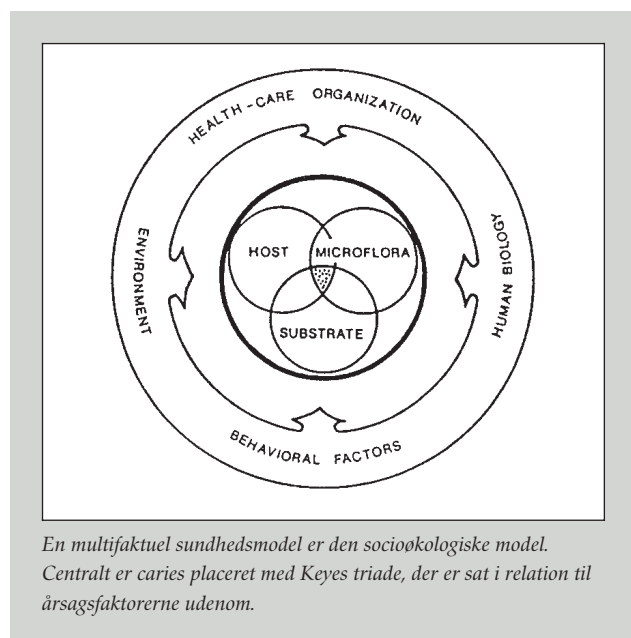 HEALTH-CARE ORGANIZATION
ENVIRONMENT
HUMAN BIOLOGY
HOST
MICROFLORA
SUBSTRATE
BEHAVIORAL FACTORS
En multifaktuel sundhedsmodel er den socioøkologiske model.
Centralt er caries placeret med Keyes triade, der er sat i relation til
årsagsfaktorerne udenom.